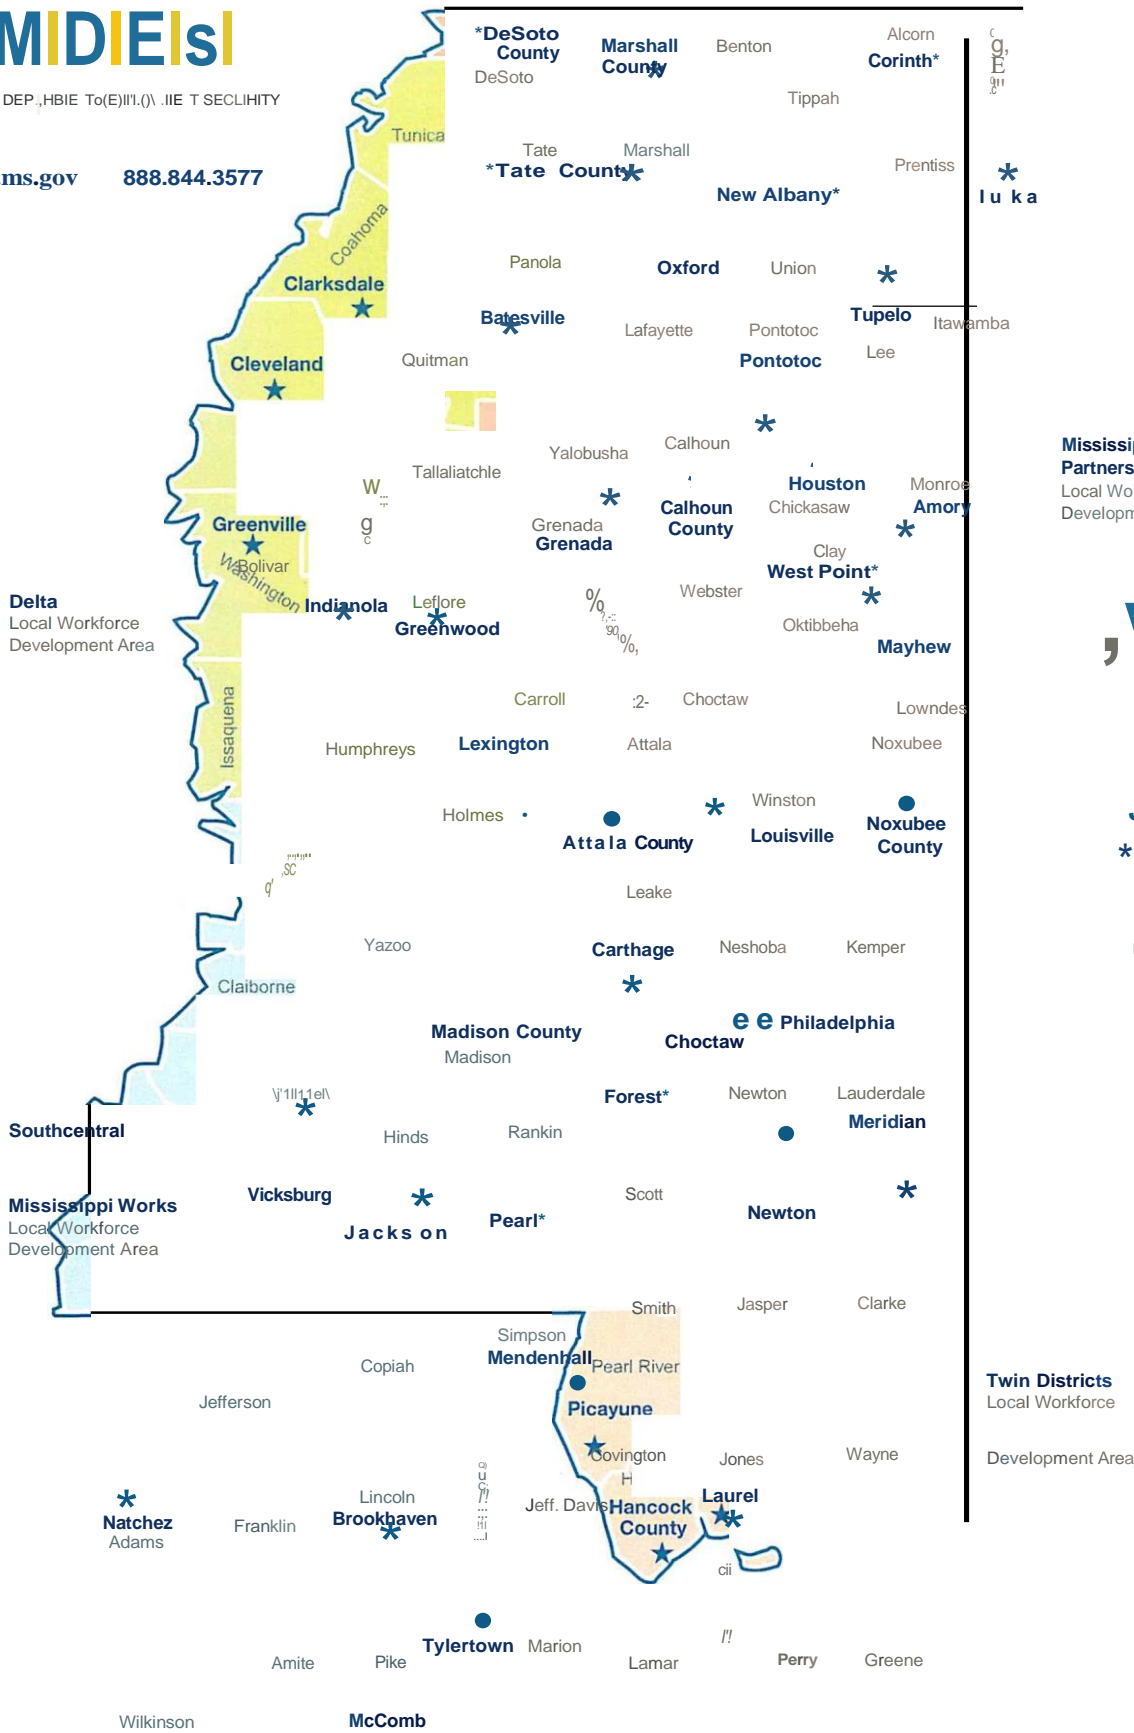 MDEs
DEP
T SECLIHITY
ms.gov 888.844.3577
*DeSoto
County
DeSoto
Marshall
County
Benton
Alcorn
Corinth*
Tippah
Tunica
Tate
*Tate County
Marshall
Prentiss
New Albany*
Iuka
Coahoma
Clarksdale
Panola
Oxford
Union
Batesville
Lafayette
Pontotoc
Pontotoc
Tupelo
Itawamba
Lee
Cleveland
Quitman
Tallaliatchle
Yalobusha
Calhoun
Calhoun
County
Houston
Chickasaw
Monroe
Amory
Grenada
Grenada
Clay
West Point*
Greenville
Bolivar
Washington
Indianola
Leflore
Greenwood
Webster
Oktibbeha
Mayhew
Delta
Local Workforce
Development Area
Issaquena
Carroll
:2-
Choctaw
Lowndes
Humphreys
Lexington
Attala
Noxubee
Holmes
Attala County
Winston
Louisville
Noxubee
County
Leake
Yazoo
Carthage
Neshoba
Kemper
Claiborne
Madison County
Madison
Choctaw
e e Philadelphia
Forest*
Newton
Lauderdale
Meridian
Southcentral
Mississippi Works
Local Workforce
Development Area
Hinds
Rankin
Vicksburg
Jackson
Pearl*
Scott
Newton
Smith
Jasper
Clarke
Simpson
Mendenhall
Pearl River
Copiah
Jefferson
Picayune
Covington
H
Jones
Wayne
Twin Districts
Local Workforce
Development Area
Natchez
Adams
Franklin
Lincoln
Brookhaven
Jeff. Davis
Hancock
County
Laurel
cii
Tylertown
Marion
Amite
Pike
Lamar
Perry
Greene
Wilkinson
McComb